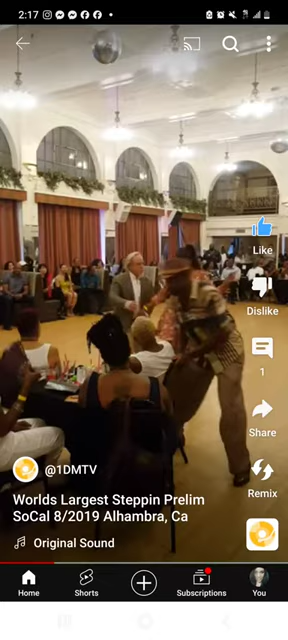 2:17
Like
Dislike
1
Share
Remix
@1DMTV
Worlds Largest Steppin Prelim
SoCal 8/2019 Alhambra, Ca
Original Sound
Home
Shorts
Subscriptions
You